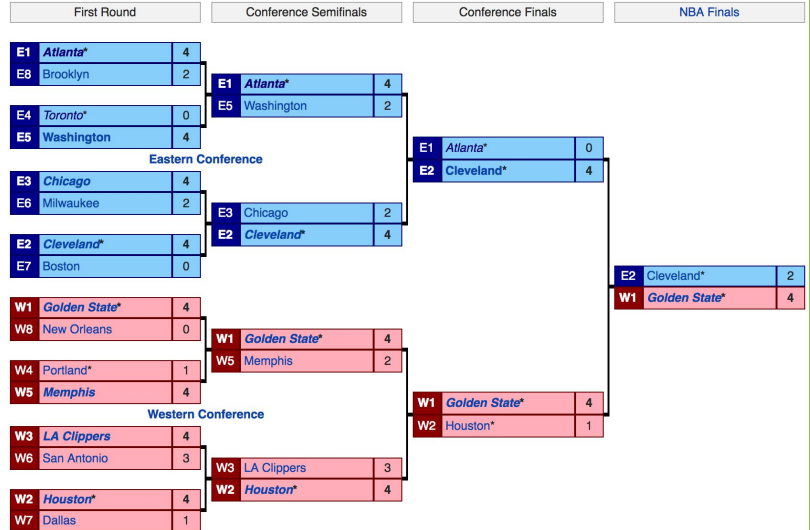 First Round
Conference Semifinals
Conference Finals
NBA Finals
E1 Atlanta* 4
E8 Brooklyn 2
E4 Toronto* 0
E5 Washington 4
Eastern Conference
E3 Chicago 4
E6 Milwaukee 2
E2 Cleveland* 4
E7 Boston 0
W1 Golden State* 4
W8 New Orleans 0
W4 Portland* 1
W5 Memphis 4
Western Conference
W3 LA Clippers 4
W6 San Antonio 3
W2 Houston* 4
W7 Dallas 1
E1 Atlanta* 4
E5 Washington 2
E3 Chicago 2
E2 Cleveland* 4
W1 Golden State* 4
W5 Memphis 2
W3 LA Clippers 3
W2 Houston* 4
E1 Atlanta* 0
E2 Cleveland* 4
W1 Golden State* 4
W2 Houston* 1
E2 Cleveland* 2
W1 Golden State* 4